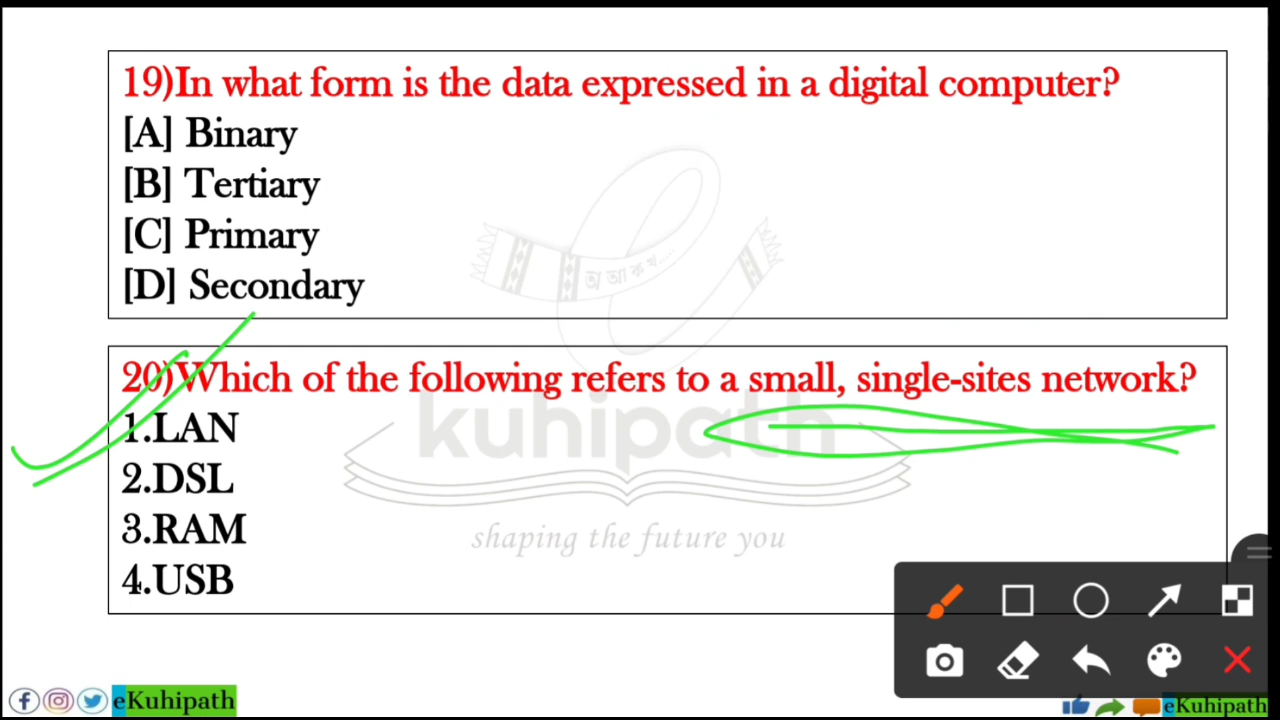 19)In what form is the data expressed in a digital computer?
[A] Binary
[B] Tertiary
[C] Primary
[D] Secondary
অ আ ক খ....
20)Which of the following refers to a small, single-sites network?
1.LAN
2.DSL
3.RAM
4.USB
kuhipath
shaping the future you
eKuhipath
eKuhipath